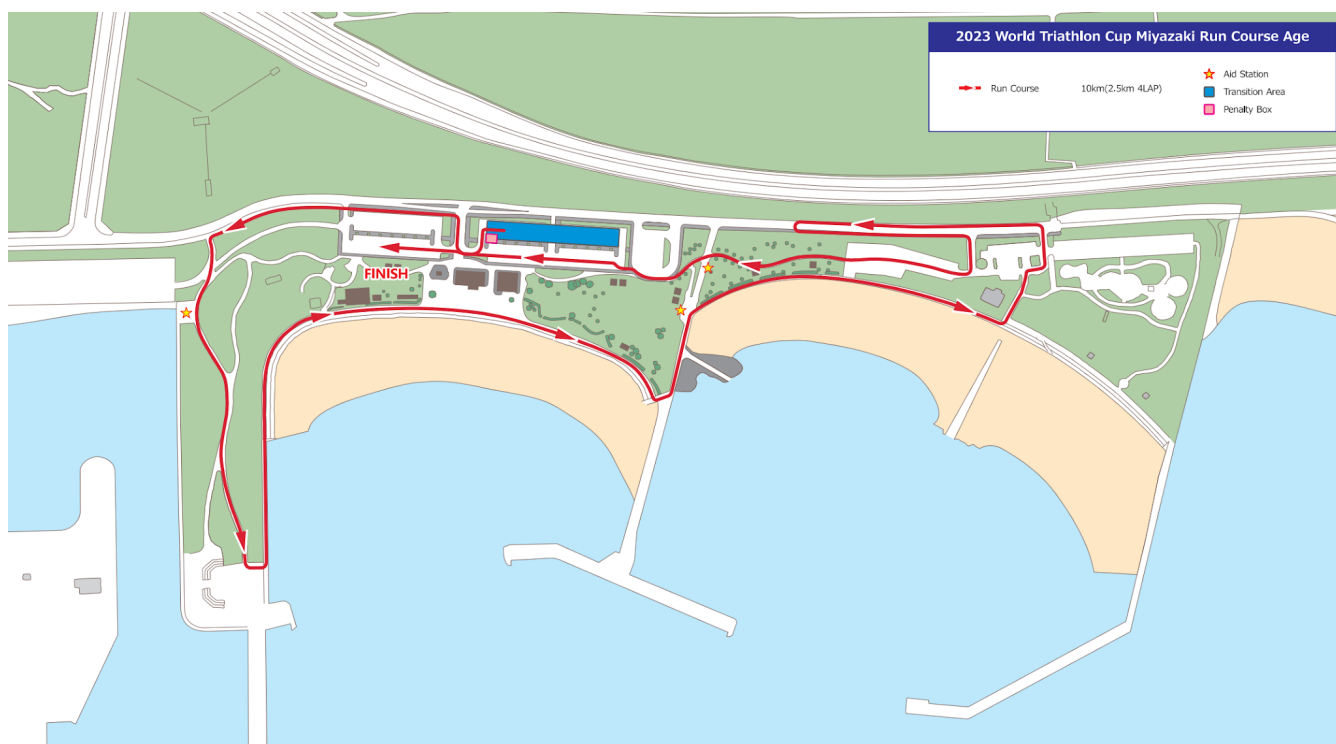 2023 World Triathlon Cup Miyazaki Run Course Age
Run Course 10km(2.5km 4LAP)
Aid Station
Transition Area
Penalty Box
FINISH